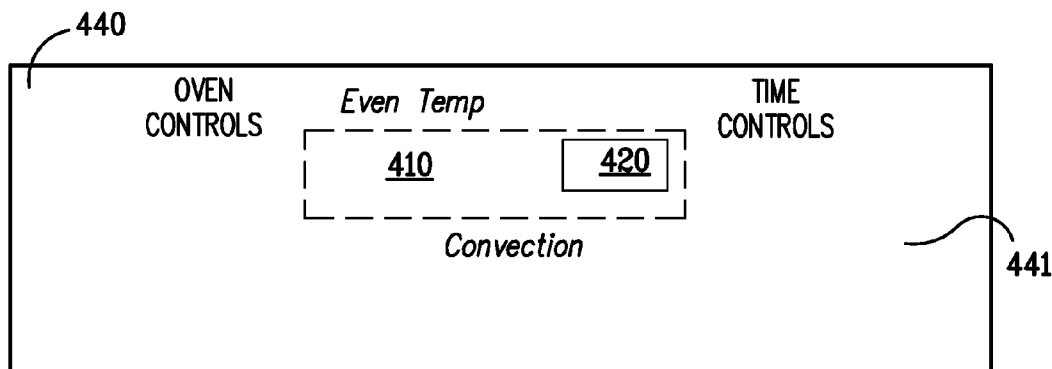 440
OVEN
CONTROLS
Even Temp
TIME
CONTROLS
410
420
Convection
441